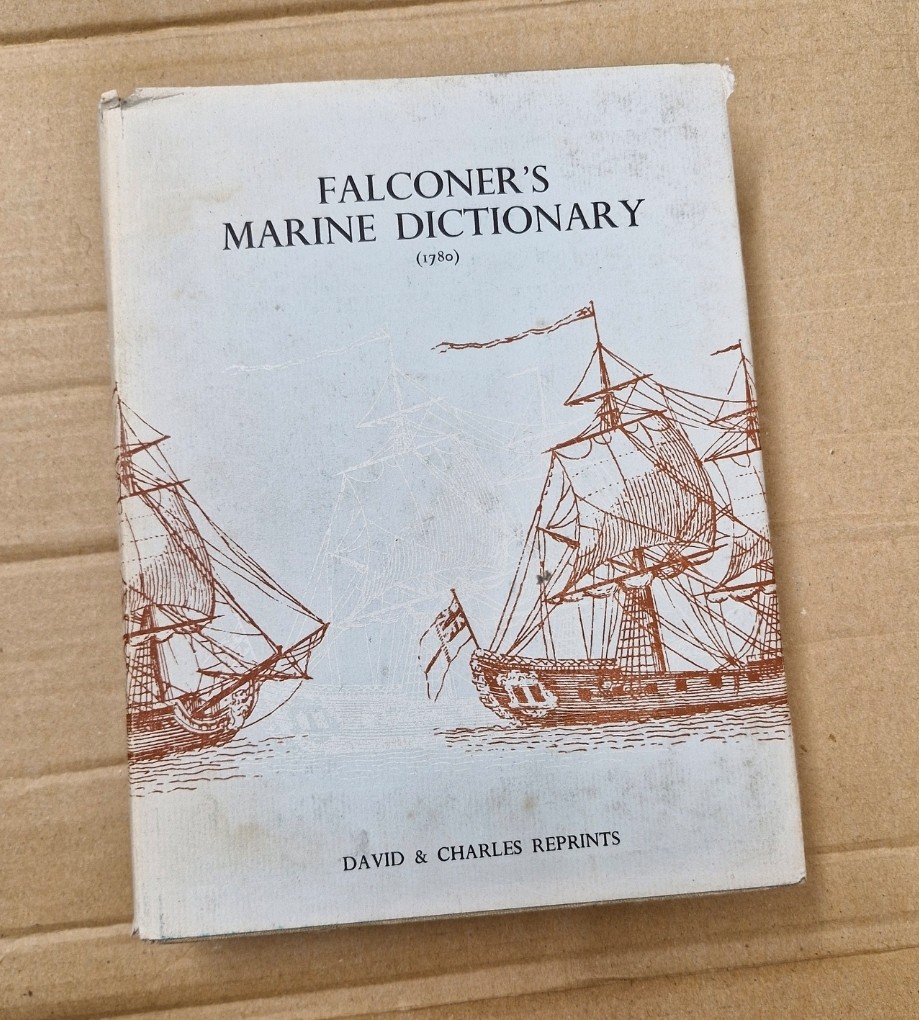 FALCONER'S
MARINE DICTIONARY
(1780)
DAVID & CHARLES REPRINTS